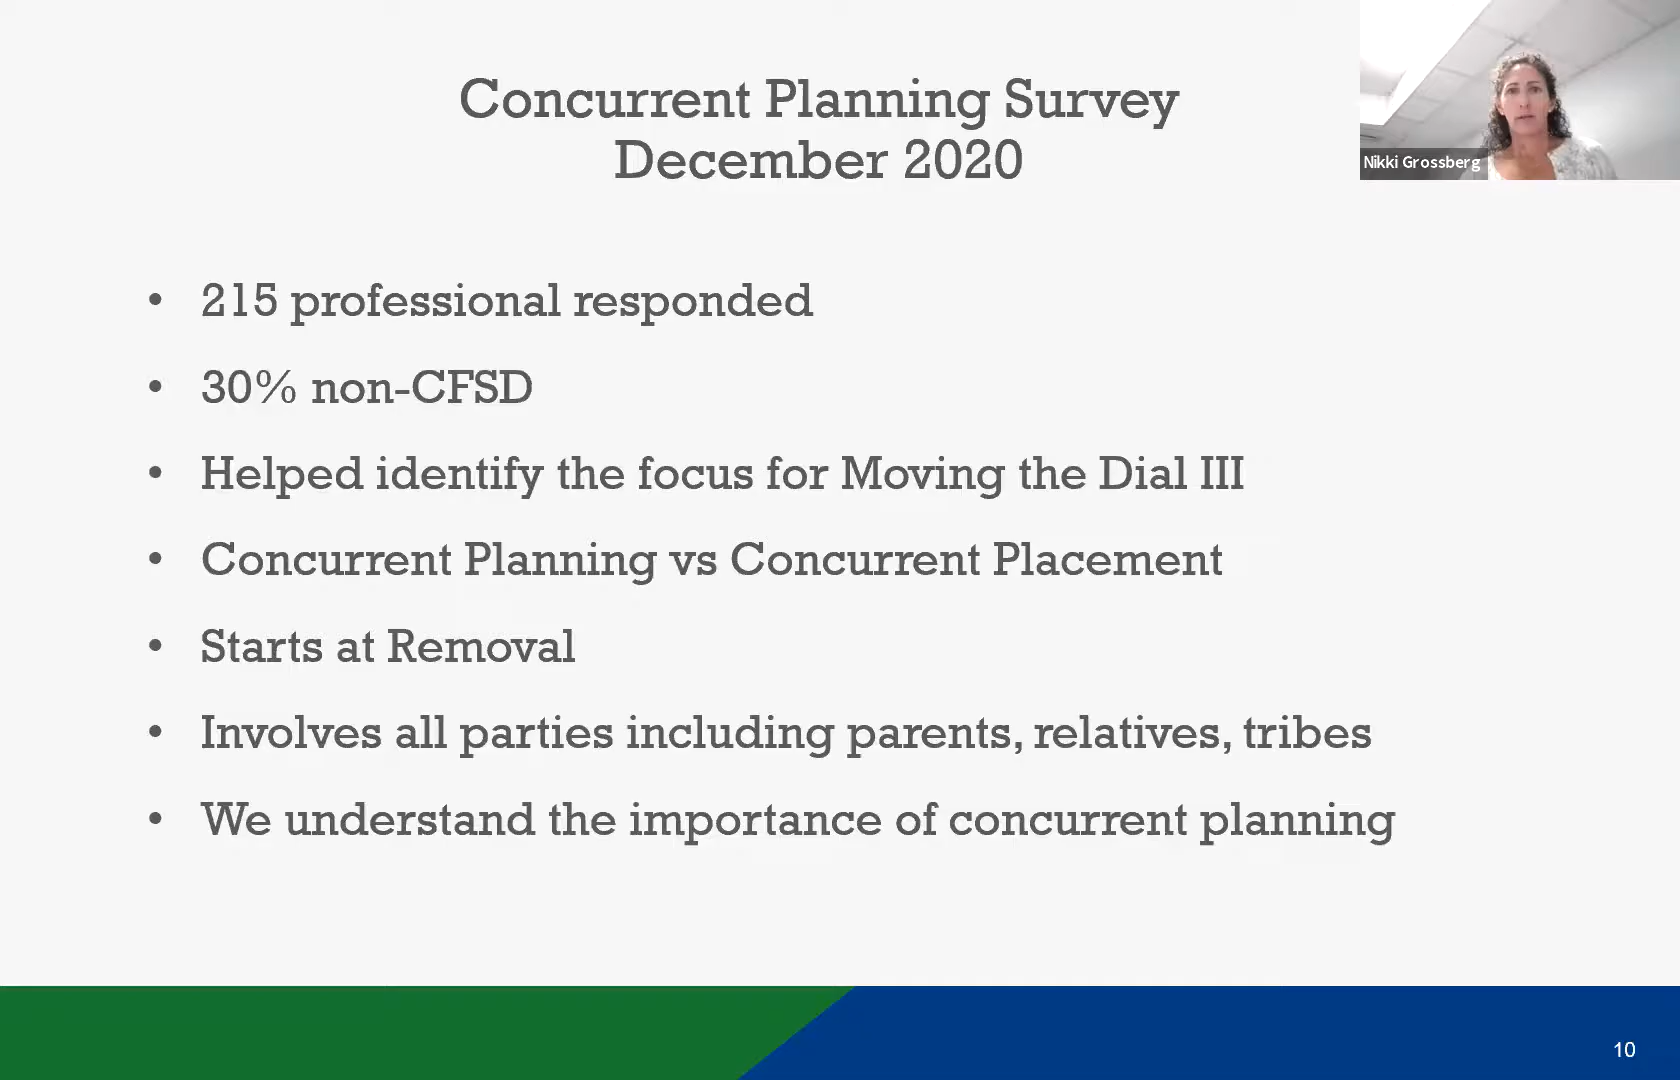 Concurrent Planning Survey
December 2020
Nikki Grossberg
• 215 professional responded
• 30% non-CFSD
• Helped identify the focus for Moving the Dial III
• Concurrent Planning vs Concurrent Placement
• Starts at Removal
• Involves all parties including parents, relatives, tribes
• We understand the importance of concurrent planning
10